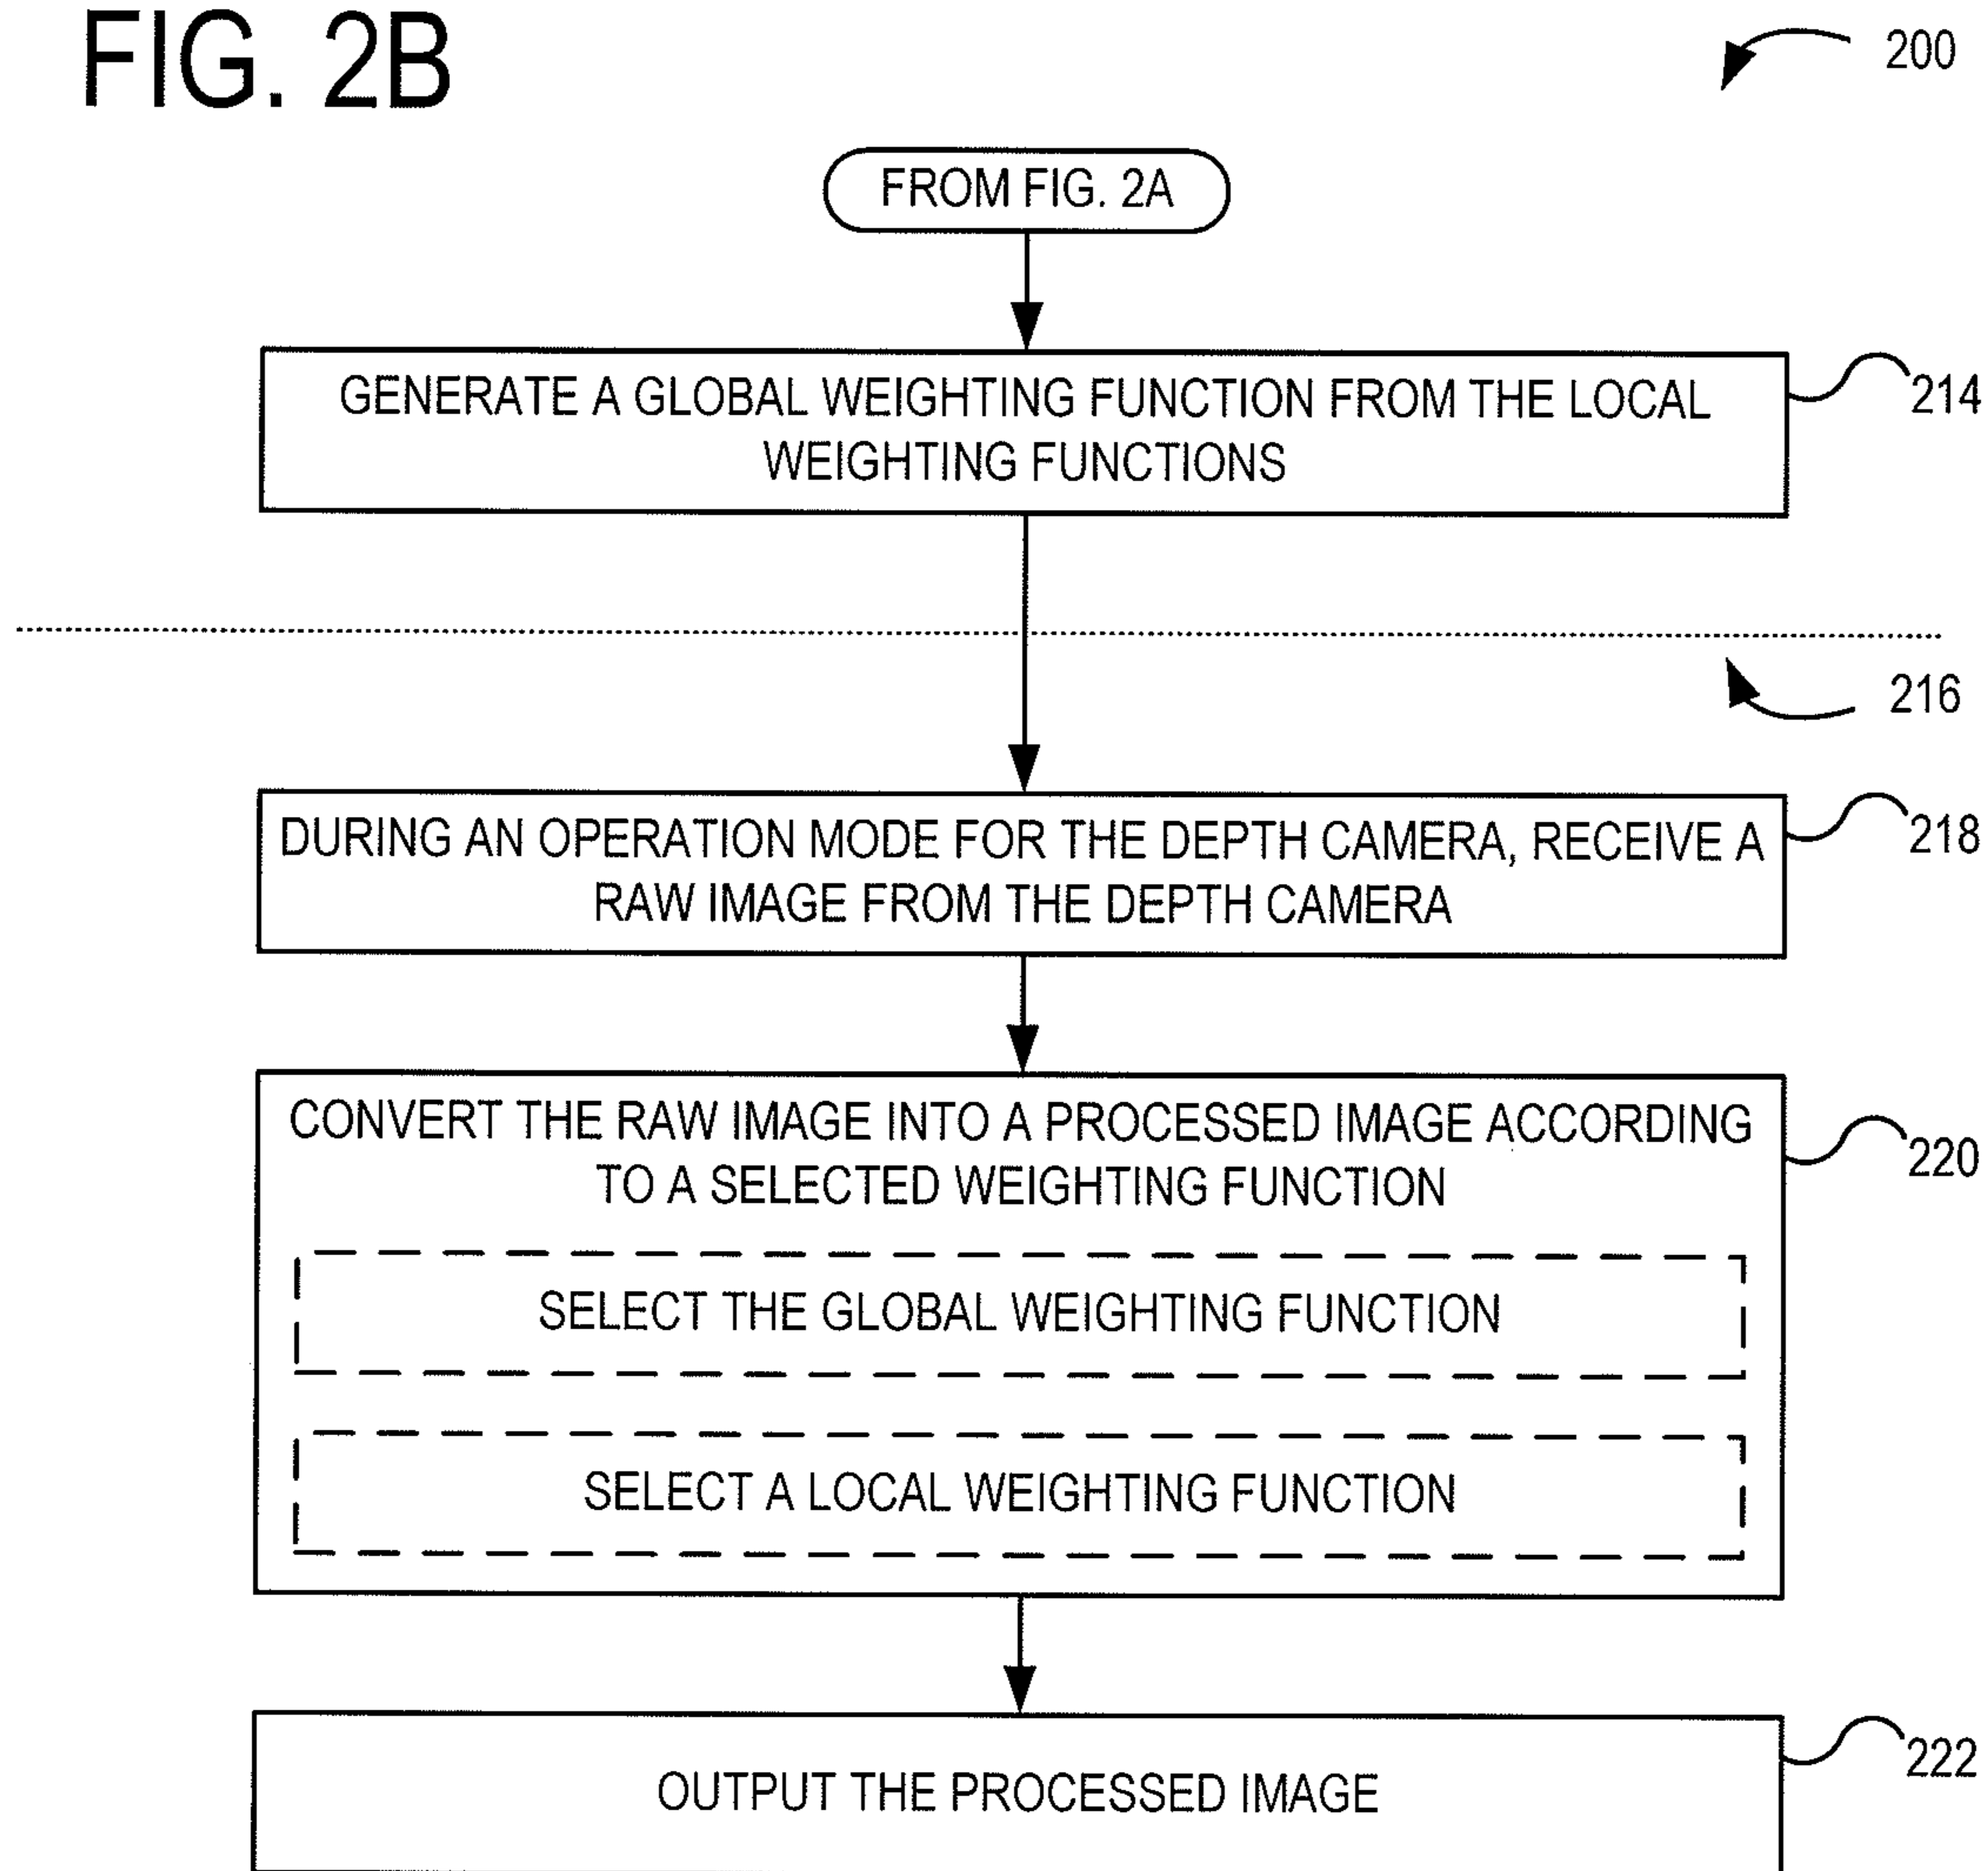 FIG. 2B
200
FROM FIG. 2A
GENERATE A GLOBAL WEIGHTING FUNCTION FROM THE LOCAL
WEIGHTING FUNCTIONS
214
216
DURING AN OPERATION MODE FOR THE DEPTH CAMERA, RECEIVE A
RAW IMAGE FROM THE DEPTH CAMERA
218
CONVERT THE RAW IMAGE INTO A PROCESSED IMAGE ACCORDING
TO A SELECTED WEIGHTING FUNCTION
220
SELECT THE GLOBAL WEIGHTING FUNCTION
SELECT A LOCAL WEIGHTING FUNCTION
OUTPUT THE PROCESSED IMAGE
222